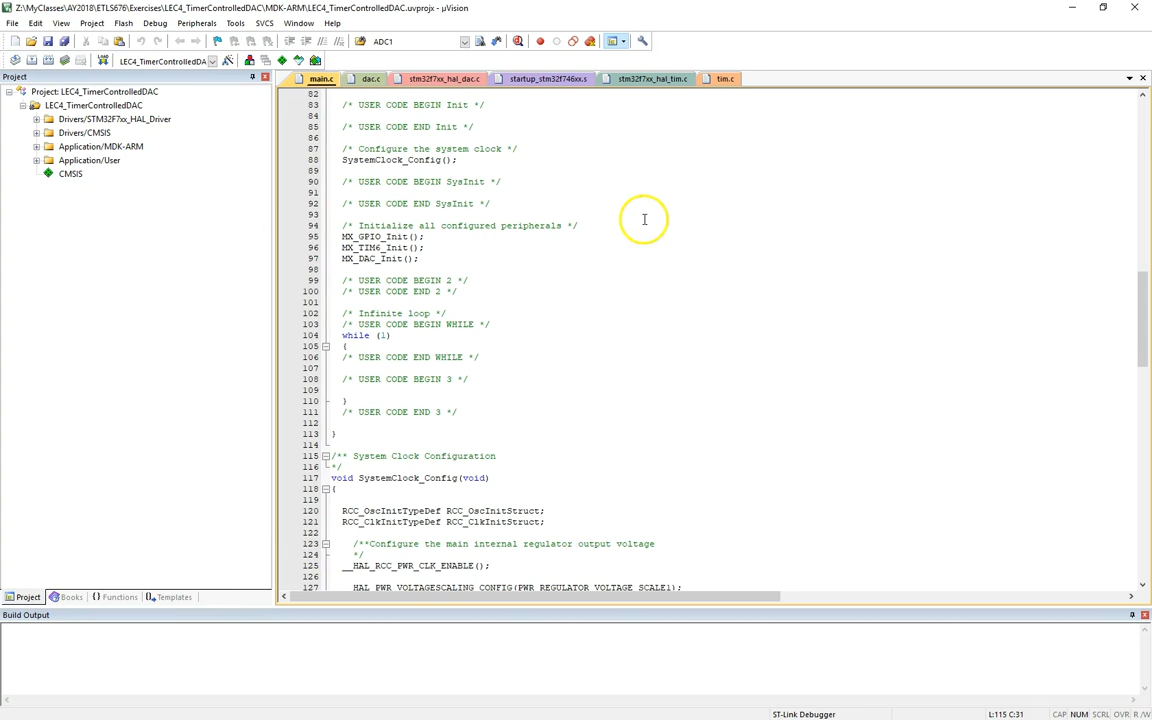 Z:\MyClasses\AY2018\ETLS676\Exercises\LEC4_TimerControlledDAC\MDK-ARM\LEC4_TimerControlledDAC.uvprojx - µVision
File Edit View Project Flash Debug Peripherals Tools SVCS Window Help
ADC1
LEC4_TimerControlledDA
Project
main.c dac.c stm32f7xx_hal_dac.c startup_stm32f746xx.s stm32f7xx_hal_tim.c tim.c
Project: LEC4_TimerControlledDAC
LEC4_TimerControlledDAC
Drivers/STM32F7xx_HAL_Driver
Drivers/CMSIS
Application/MDK-ARM
Application/User
CMSIS
82
83 /* USER CODE BEGIN Init */
84
85 /* USER CODE END Init */
86
87 /* Configure the system clock */
88 SystemClock_Config();
89
90 /* USER CODE BEGIN SysInit */
91
92 /* USER CODE END SysInit */
93
94 /* Initialize all configured peripherals */
95 MX_GPIO_Init();
96 MX_TIM6_Init();
97 MX_DAC_Init();
98
99 /* USER CODE BEGIN 2 */
100 /* USER CODE END 2 */
101
102 /* Infinite loop */
103 /* USER CODE BEGIN WHILE */
104 while (1)
105 {
106 /* USER CODE END WHILE */
107
108 /* USER CODE BEGIN 3 */
109
110 }
111 /* USER CODE END 3 */
112
113 }
114
115 /** System Clock Configuration
116 */
117 void SystemClock_Config(void)
118 {
119
120 RCC_OscInitTypeDef RCC_OscInitStruct;
121 RCC_ClkInitTypeDef RCC_ClkInitStruct;
122
123 /**Configure the main internal regulator output voltage
124 */
125 __HAL_RCC_PWR_CLK_ENABLE();
126
127 __HAL_PWR_VOLTAGESCALING_CONFIG(PWR_REGULATOR_VOLTAGE_SCALE1);
Project Books {} Functions Templates
Build Output
ST-Link Debugger L:115 C:31 CAP NUM SCRL OVR R/W